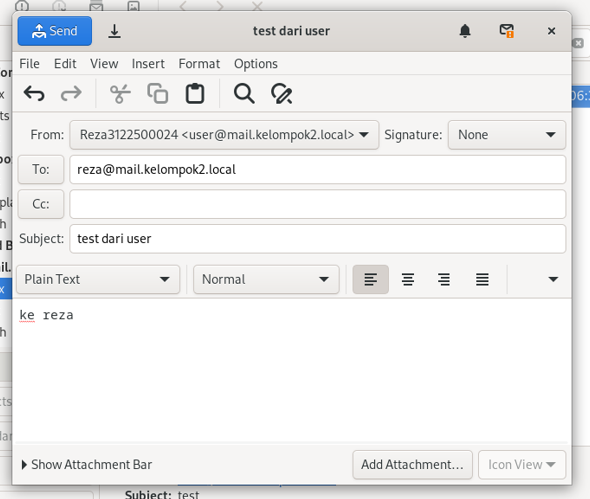 Send
test dari user
File Edit View Insert Format Options
From: Reza3122500024 <user@mail.kelompok2.local> Signature: None
To: reza@mail.kelompok2.local
Cc:
Subject: test dari user
Plain Text Normal
ke reza
Show Attachment Bar Add Attachment... Icon View
Subject: test